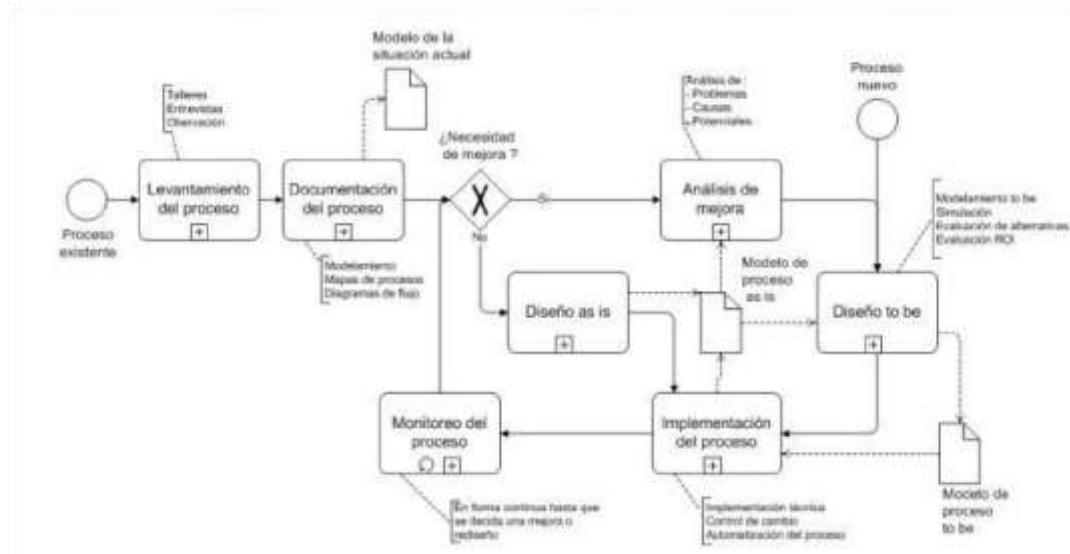 Modelo de la
situación actual
Proceso
nuevo
Talleres
Entrevistas
Observación
Análisis de :
- Problemas
- Causas
- Potenciales
¿Necesidad
de mejora ?
Levantamiento
del proceso
Documentación
del proceso
Si
Análisis de
mejora
Modelamiento to be
Simulación
Evaluación de alternativas
Evaluación ROI
Proceso
existente
No
Modelamiento
Mapas de procesos
Diagramas de flujo
Modelo de
proceso
as is
Diseño as is
Diseño to be
Monitoreo del
proceso
Implementación
del proceso
Modelo de
proceso
to be
En forma continua hasta que
se decida una mejora o
rediseño
Implementación técnica
Control de cambio
Automatización del proceso